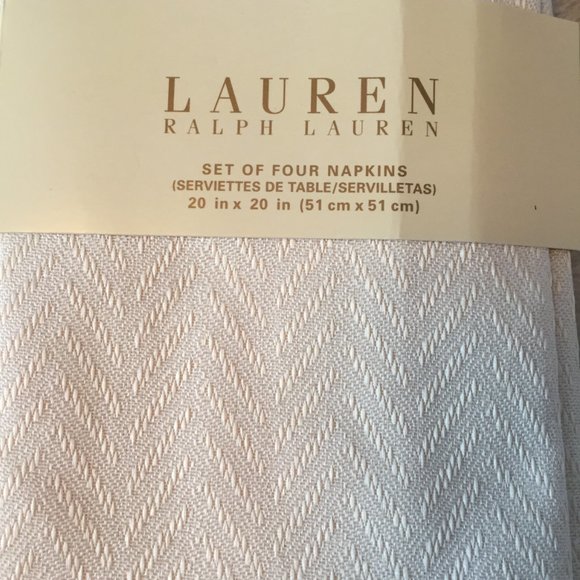 LAUREN
RALPH LAUREN
SET OF FOUR NAPKINS
(SERVIETTES DE TABLE/SERVILLETAS)
20 in x 20 in (51 cm x 51 cm)